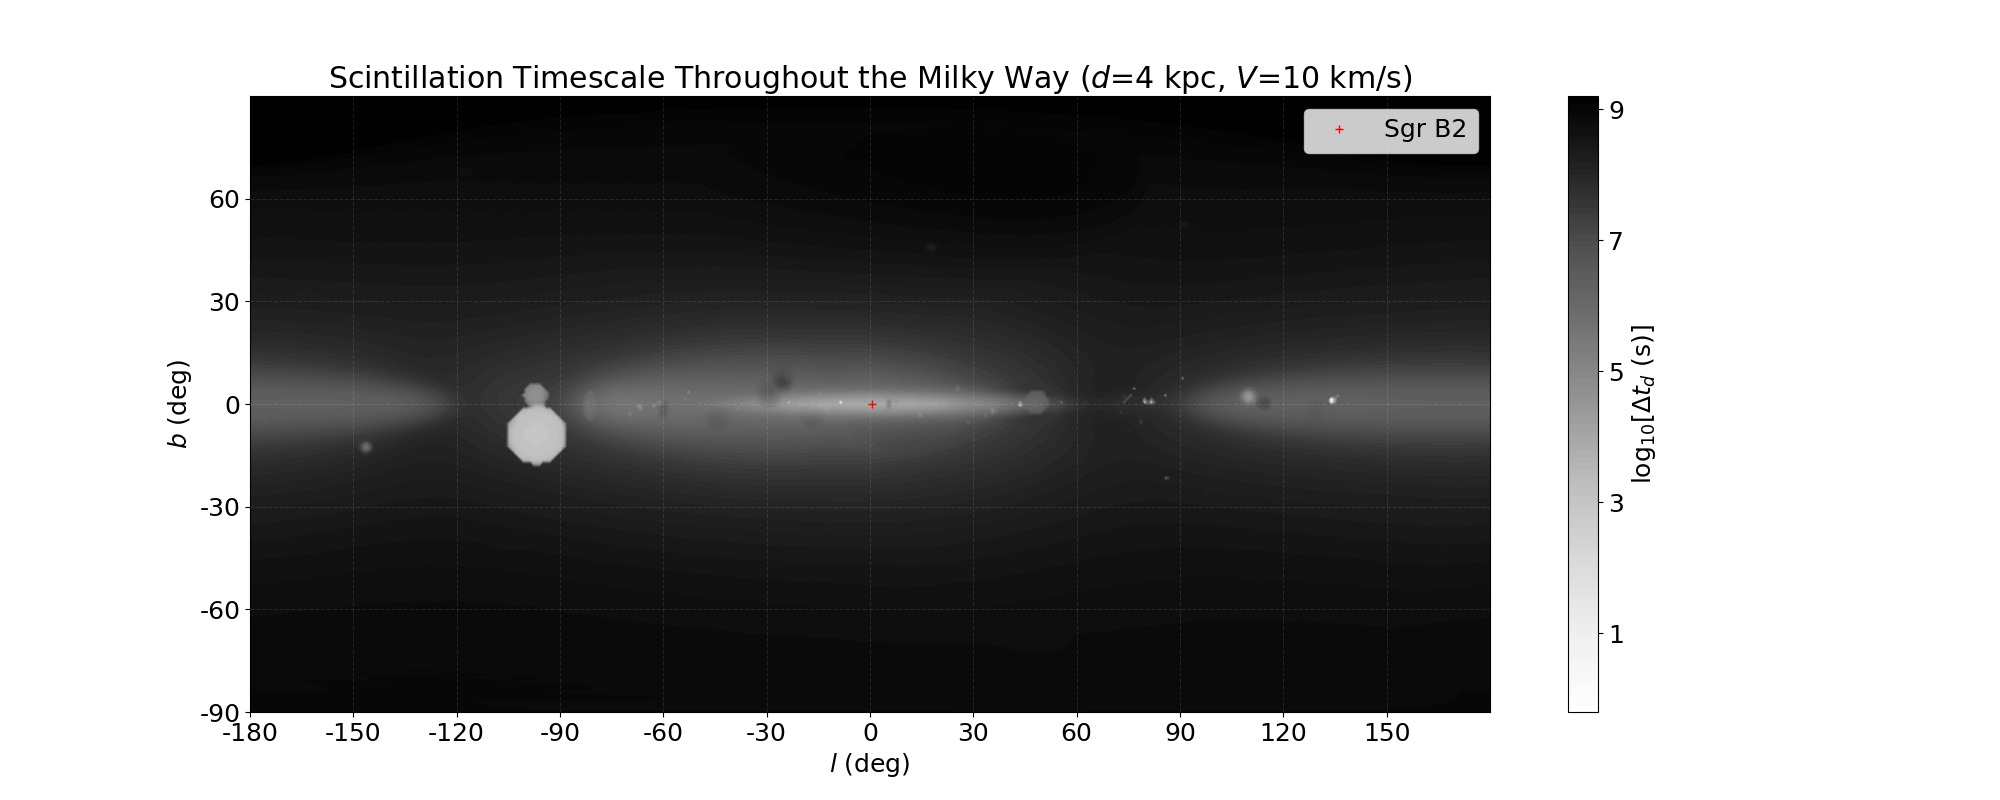 Scintillation Timescale Throughout the Milky Way (d=4 kpc, V=10 km/s)
Sgr B2
60
30
0
-30
-60
-90
b (deg)
-180 -150 -120 -90 -60 -30 0 30 60 90 120 150
l (deg)
9
7
5
3
1
log₁₀[Δt_d (s)]